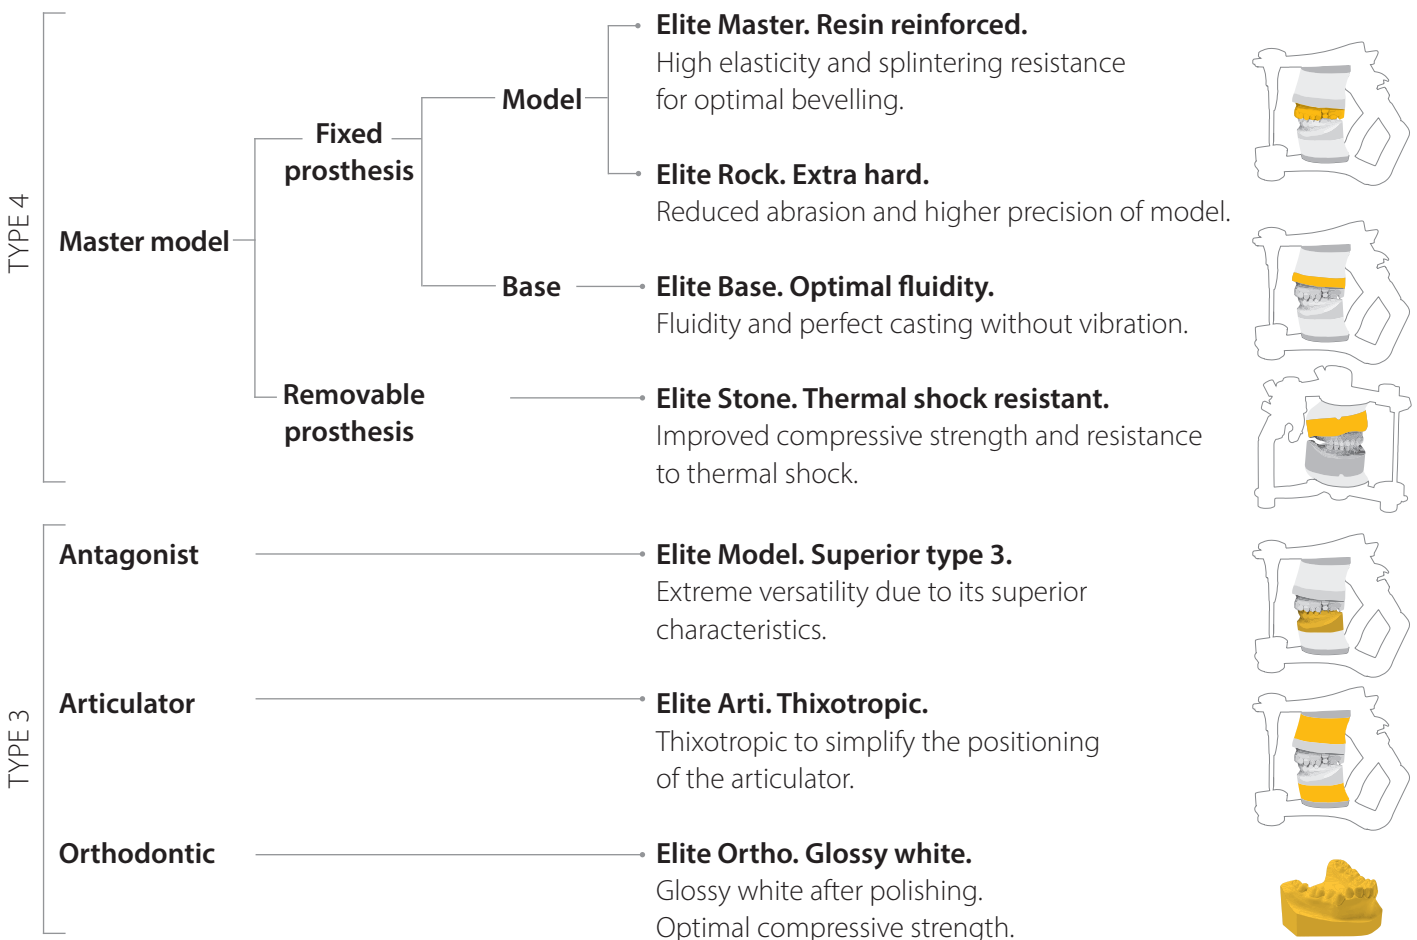 TYPE 4
Master model
Fixed
prosthesis
Model
Elite Master. Resin reinforced.
High elasticity and splintering resistance
for optimal bevelling.
Elite Rock. Extra hard.
Reduced abrasion and higher precision of model.
Base
Elite Base. Optimal fluidity.
Fluidity and perfect casting without vibration.
Removable
prosthesis
Elite Stone. Thermal shock resistant.
Improved compressive strength and resistance
to thermal shock.
TYPE 3
Antagonist
Elite Model. Superior type 3.
Extreme versatility due to its superior
characteristics.
Articulator
Elite Arti. Thixotropic.
Thixotropic to simplify the positioning
of the articulator.
Orthodontic
Elite Ortho. Glossy white.
Glossy white after polishing.
Optimal compressive strength.